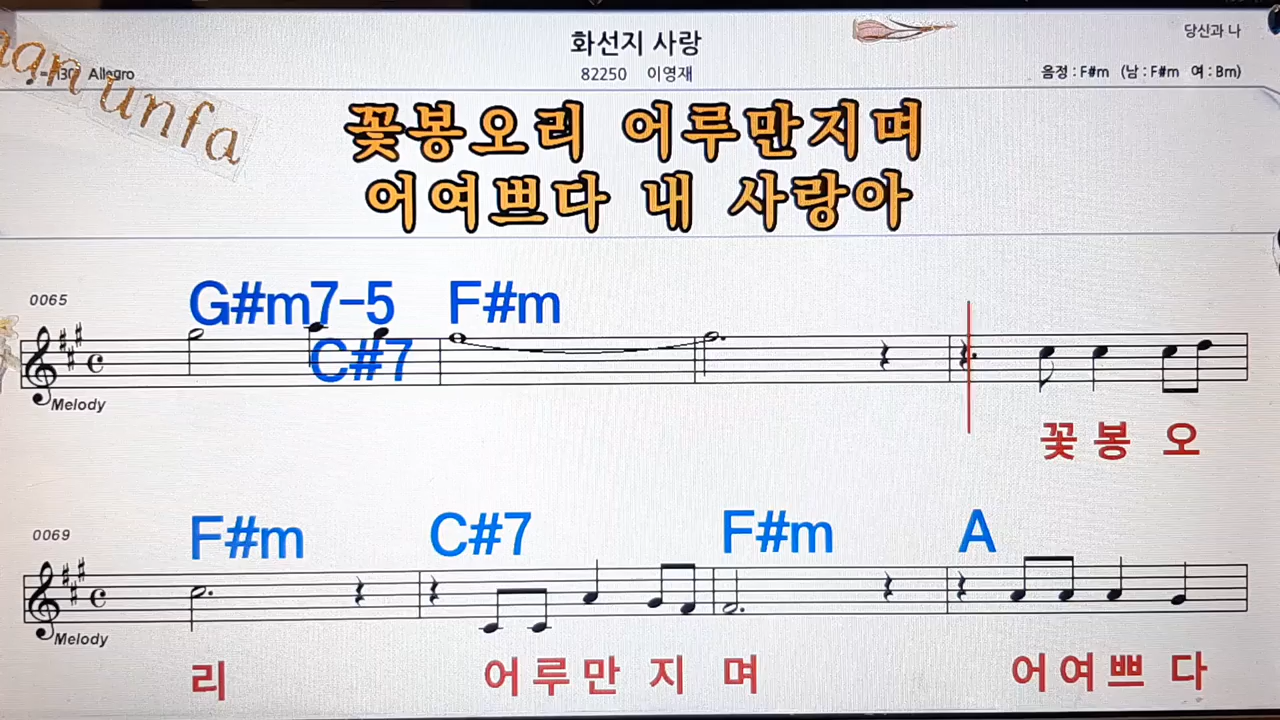 화선지 사랑
당신과 나
Allegro
82250 이영재
음정 : F#m (남 : F#m 여 : Bm)
unfa
꽃봉오리 어루만지며
어여쁘다 내 사랑아
0065
G#m7-5 F#m
C#7
Melody
꽃 봉 오
0069
F#m C#7 F#m A
Melody
리 어 루 만 지 며 어 여 쁘 다